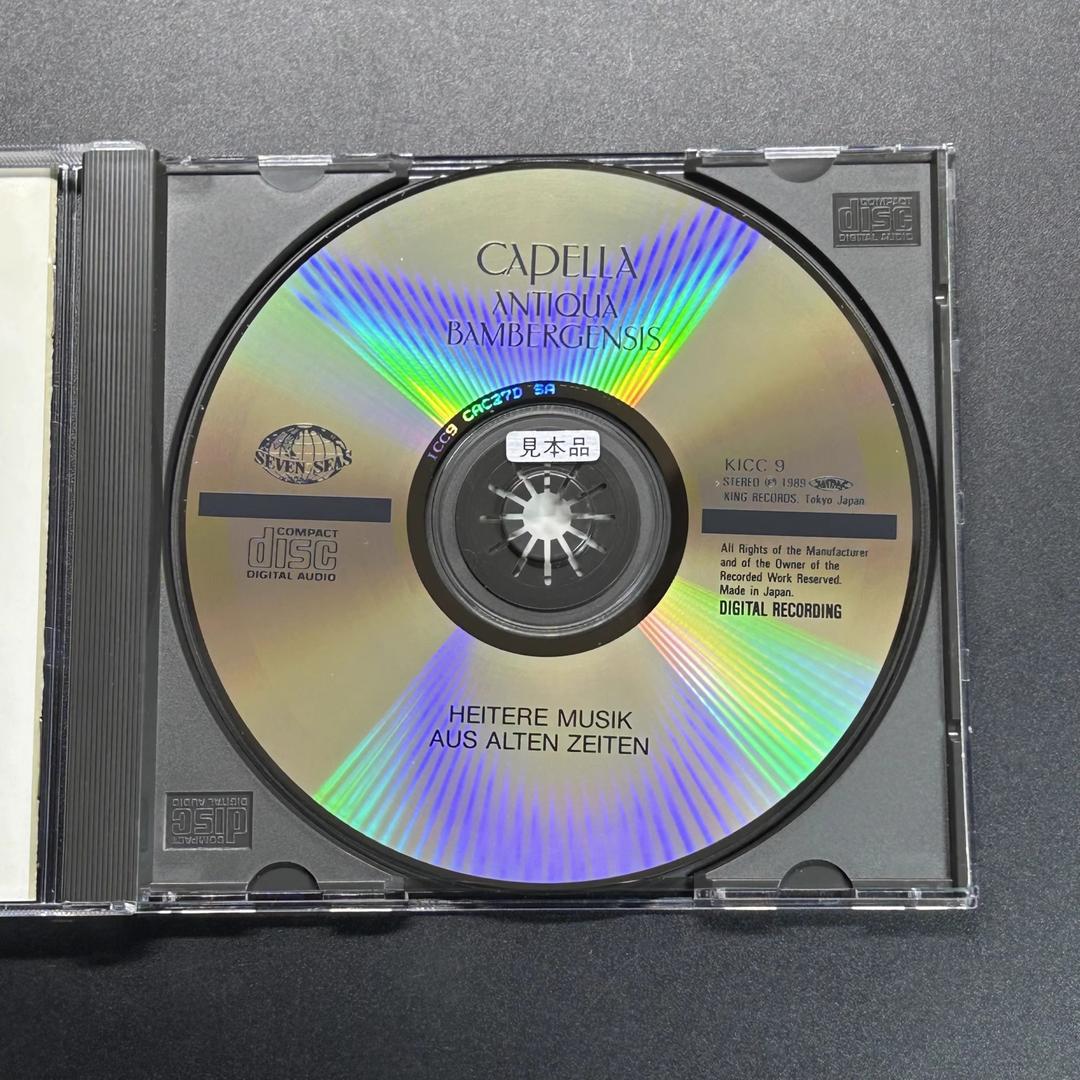 CAPELLA
ANTIQUA
BAMBERGENSIS
ICC9 CAC27D SA
見本品
SEVEN SEAS
COMPACT
disc
DIGITAL AUDIO
KICC 9
STEREO Ⓟ 1989
KING RECORDS. Tokyo Japan
All Rights of the Manufacturer
and of the Owner of the
Recorded Work Reserved.
Made in Japan.
DIGITAL RECORDING
HEITERE MUSIK
AUS ALTEN ZEITEN
COMPACT
disc
DIGITAL AUDIO
COMPACT
disc
DIGITAL AUDIO